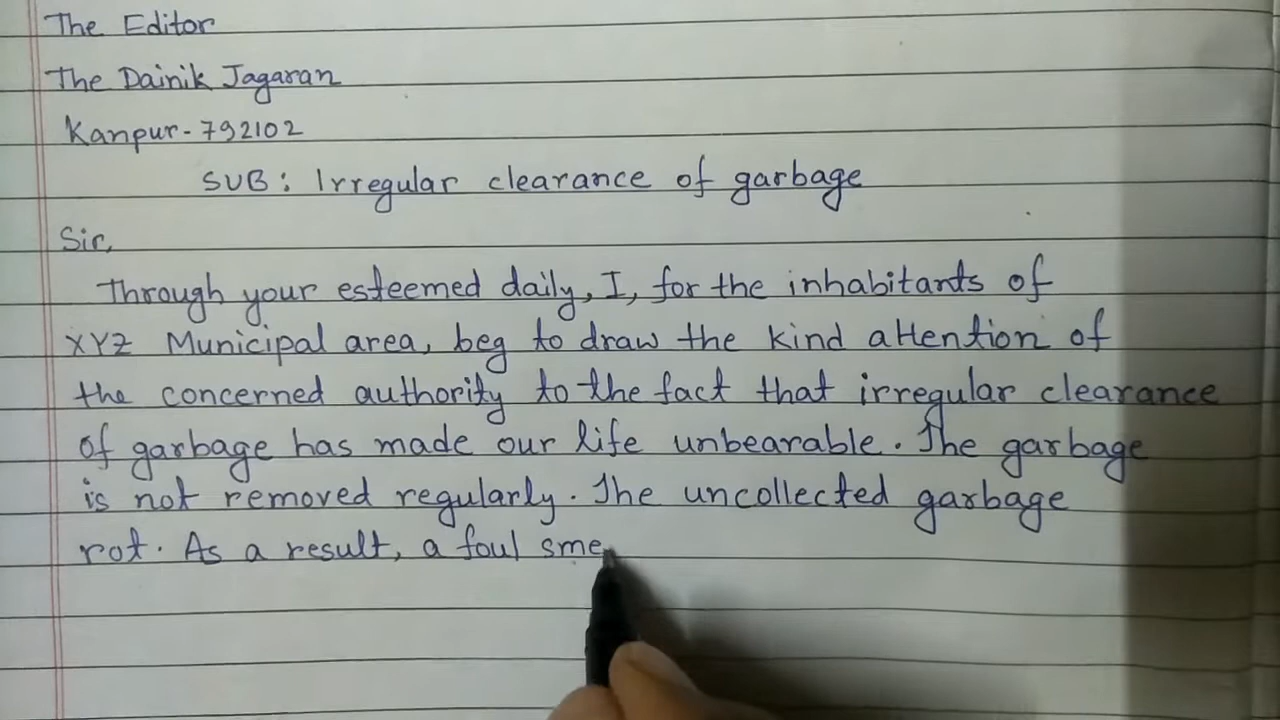 The Editor
The Dainik Jagaran
Kanpur-792102
SUB: Irregular clearance of garbage
Sir,
Through your esteemed daily, I, for the inhabitants of
XYZ Municipal area, beg to draw the kind attention of
the concerned authority to the fact that irregular clearance
of garbage has made our life unbearable. The garbage
is not removed regularly. The uncollected garbage
rot. As a result, a foul sme